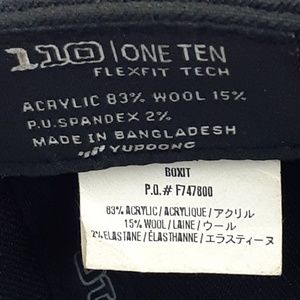 110 | ONE TEN
FLEXFIT TECH
ACRYLIC 83% WOOL 15%
P.U.SPANDEX 2%
MADE IN BANGLADESH
YUPOONG
BOXIT
P.O.# F747800
83% ACRYLIC / ACRYLIQUE / アクリル
15% WOOL / LAINE / ウール
2% ELASTANE / ÉLASTHANNE / エラスティーヌ